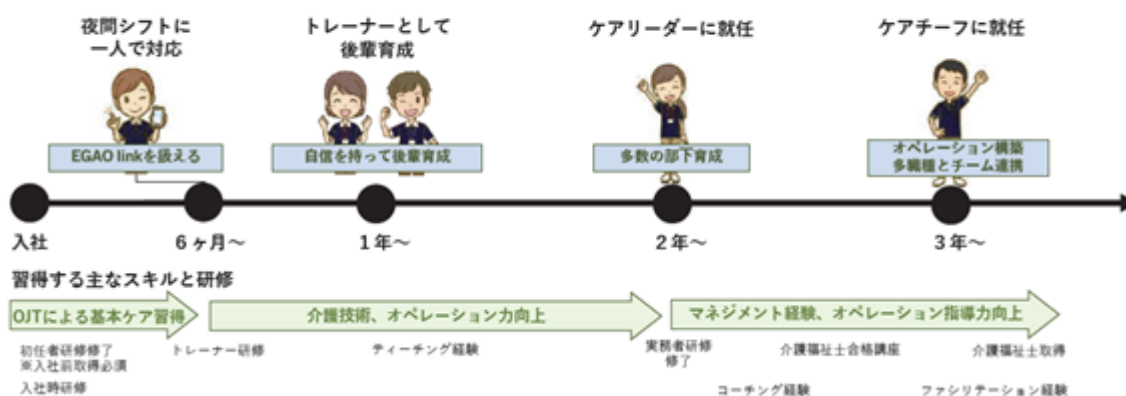 夜間シフトに
一人で対応
トレーナーとして
後輩育成
ケアリーダーに就任
ケアチーフに就任
EGAO linkを扱える
自信を持って後輩育成
多数の部下育成
オペレーション構築
多職種とチーム連携
入社
6ヶ月～
1年～
2年～
3年～
習得する主なスキルと研修
OJTによる基本ケア習得
介護技術、オペレーション力向上
マネジメント経験、オペレーション指導力向上
初任者研修修了
※入社前取得必須
入社時研修
トレーナー研修
ティーチング経験
実務者研修
修了
介護福祉士合格講座
介護福祉士取得
コーチング経験
ファシリテーション経験